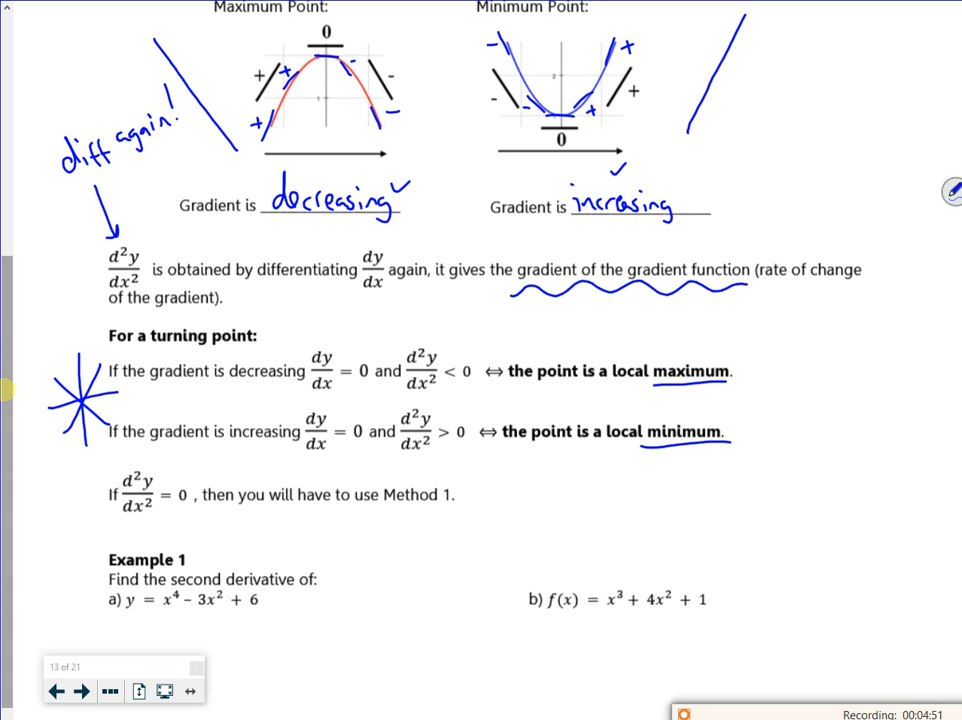 Maximum Point:
Minimum Point:
0
+ + - -
+ -
- +
- - + +
2
1
0
diff again!
Gradient is decreasing
Gradient is increasing
d²y/dx² is obtained by differentiating dy/dx again, it gives the gradient of the gradient function (rate of change
of the gradient).
For a turning point:
If the gradient is decreasing dy/dx = 0 and d²y/dx² < 0 ⇔ the point is a local maximum.
If the gradient is increasing dy/dx = 0 and d²y/dx² > 0 ⇔ the point is a local minimum.
If d²y/dx² = 0 , then you will have to use Method 1.
Example 1
Find the second derivative of:
a) y = x⁴ − 3x² + 6
b) f(x) = x³ + 4x² + 1
13 of 21
Recording: 00:04:51